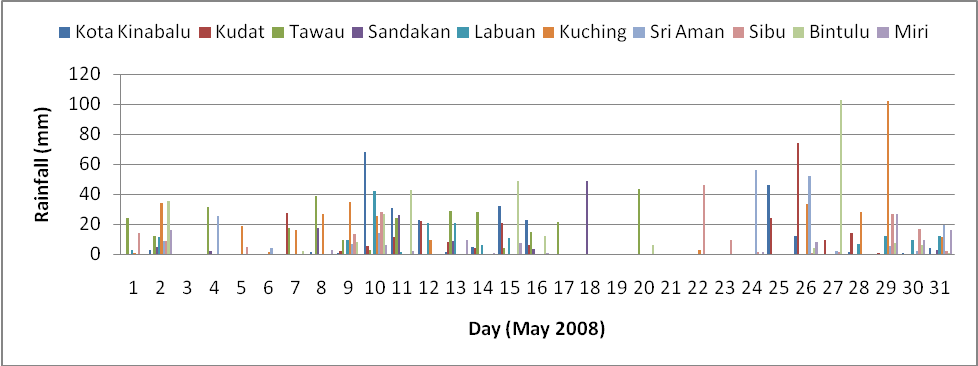 Kota Kinabalu Kudat Tawau Sandakan Labuan Kuching Sri Aman Sibu Bintulu Miri
120
100
80
60
40
20
0
Rainfall (mm)
1 2 3 4 5 6 7 8 9 10 11 12 13 14 15 16 17 18 19 20 21 22 23 24 25 26 27 28 29 30 31
Day (May 2008)